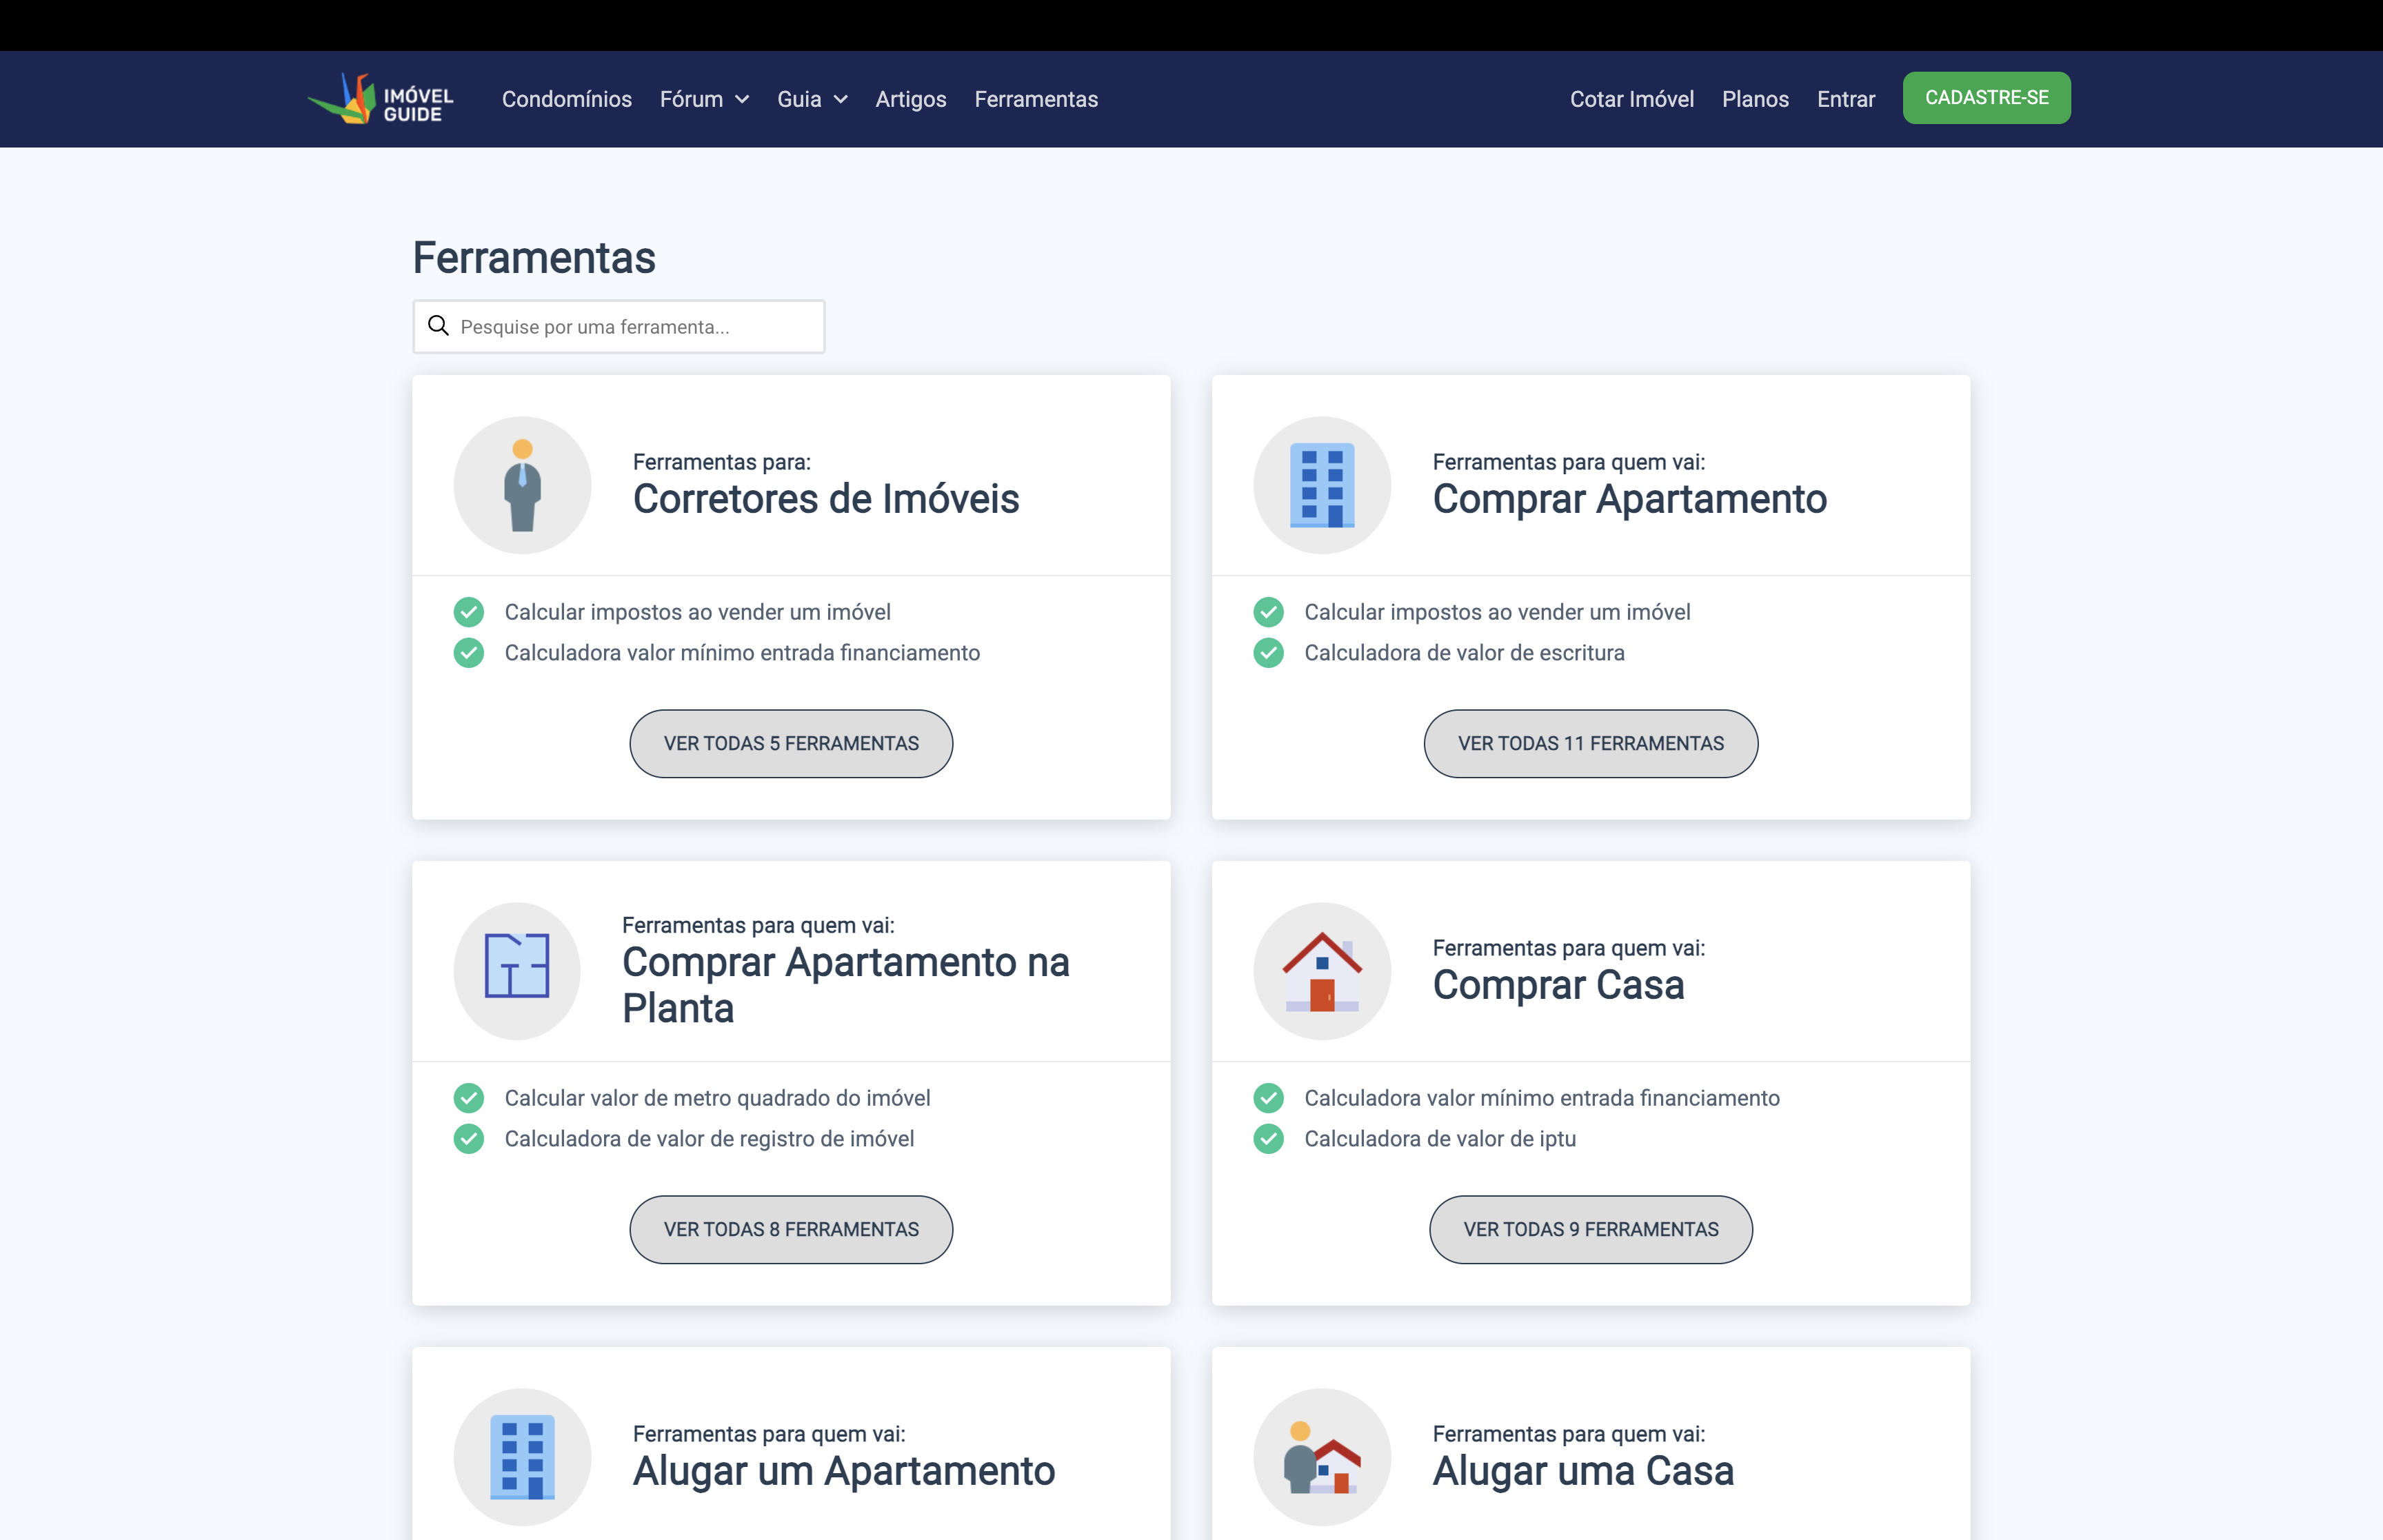 IMÓVEL
GUIDE
Condomínios Fórum Guia Artigos Ferramentas Cotar Imóvel Planos Entrar CADASTRE-SE
Ferramentas
Pesquise por uma ferramenta...
Ferramentas para:
Corretores de Imóveis
Calcular impostos ao vender um imóvel
Calculadora valor mínimo entrada financiamento
VER TODAS 5 FERRAMENTAS
Ferramentas para quem vai:
Comprar Apartamento
Calcular impostos ao vender um imóvel
Calculadora de valor de escritura
VER TODAS 11 FERRAMENTAS
Ferramentas para quem vai:
Comprar Apartamento na
Planta
Calcular valor de metro quadrado do imóvel
Calculadora de valor de registro de imóvel
VER TODAS 8 FERRAMENTAS
Ferramentas para quem vai:
Comprar Casa
Calculadora valor mínimo entrada financiamento
Calculadora de valor de iptu
VER TODAS 9 FERRAMENTAS
Ferramentas para quem vai:
Alugar um Apartamento
Ferramentas para quem vai:
Alugar uma Casa